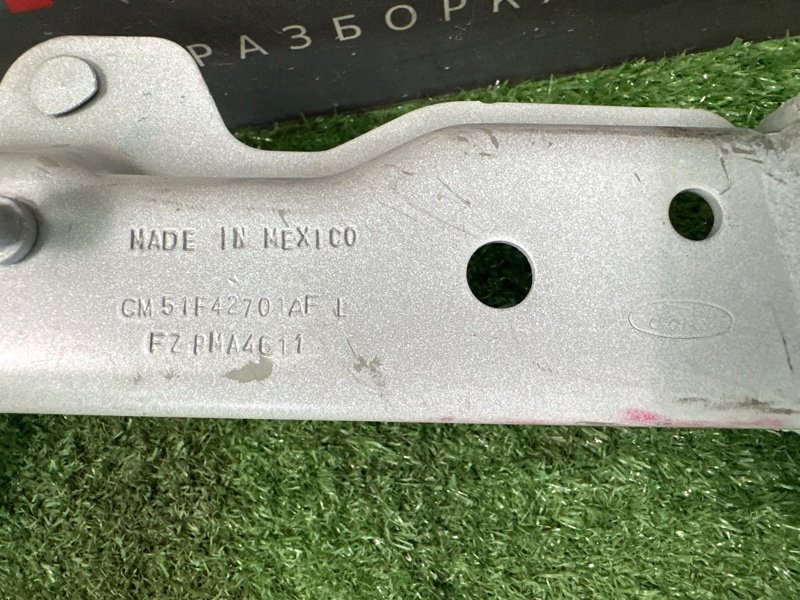 РАЗБОРК
MADE IN MEXICO
CM51F42701AF L
FZ PMA4611